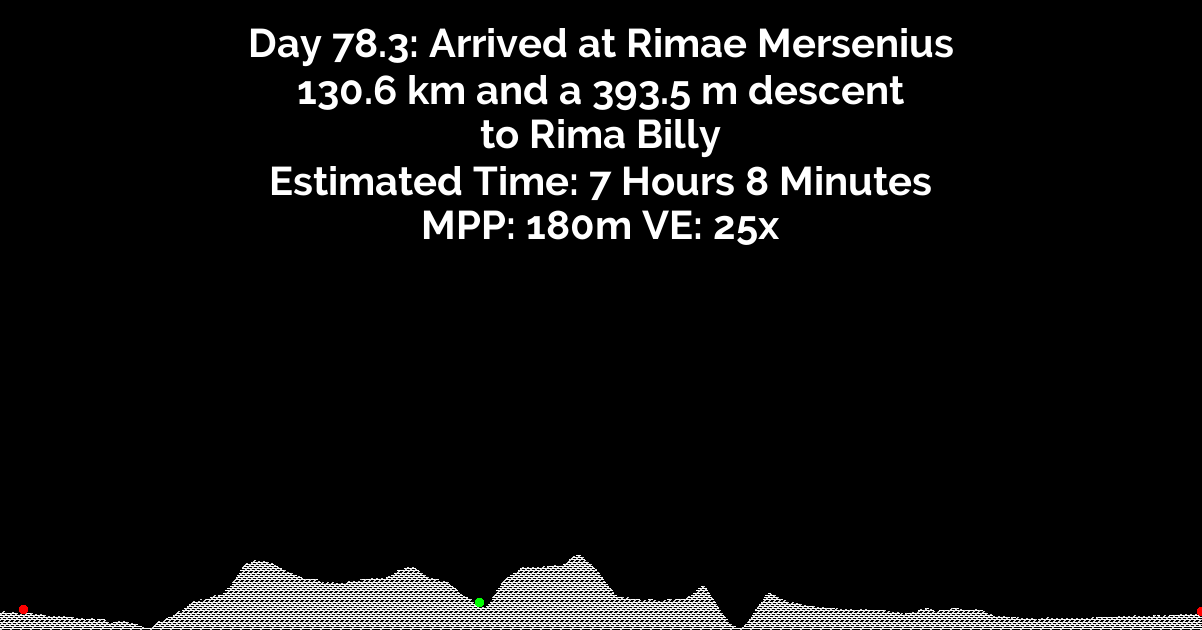 Day 78.3: Arrived at Rimae Mersenius
130.6 km and a 393.5 m descent
to Rima Billy
Estimated Time: 7 Hours 8 Minutes
MPP: 180m VE: 25x